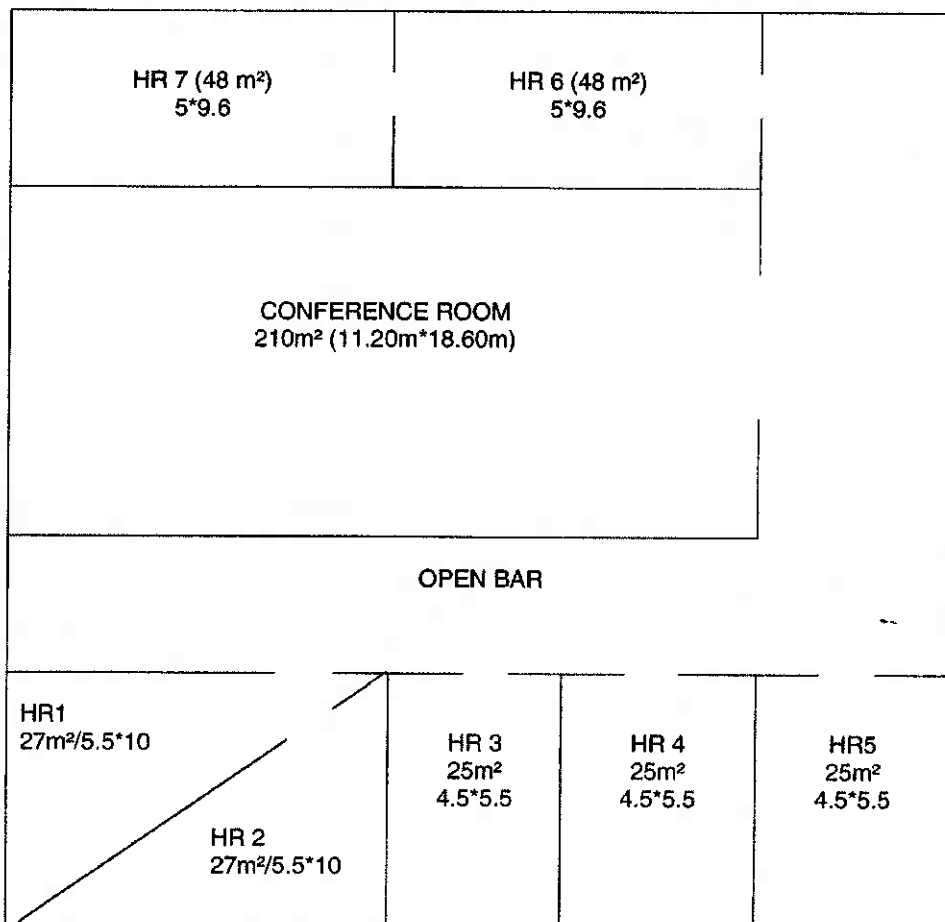 HR 7 (48 m²)
5*9.6
HR 6 (48 m²)
5*9.6
CONFERENCE ROOM
210m² (11.20m*18.60m)
OPEN BAR
HR1
27m²/5.5*10
HR 2
27m²/5.5*10
HR 3
25m²
4.5*5.5
HR 4
25m²
4.5*5.5
HR5
25m²
4.5*5.5